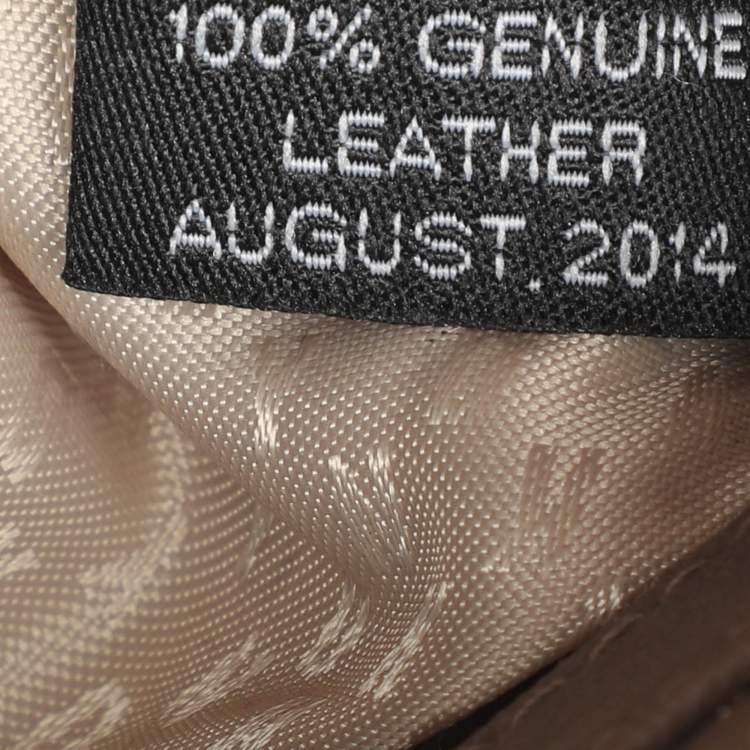 100% GENUINE
LEATHER
AUGUST. 2014